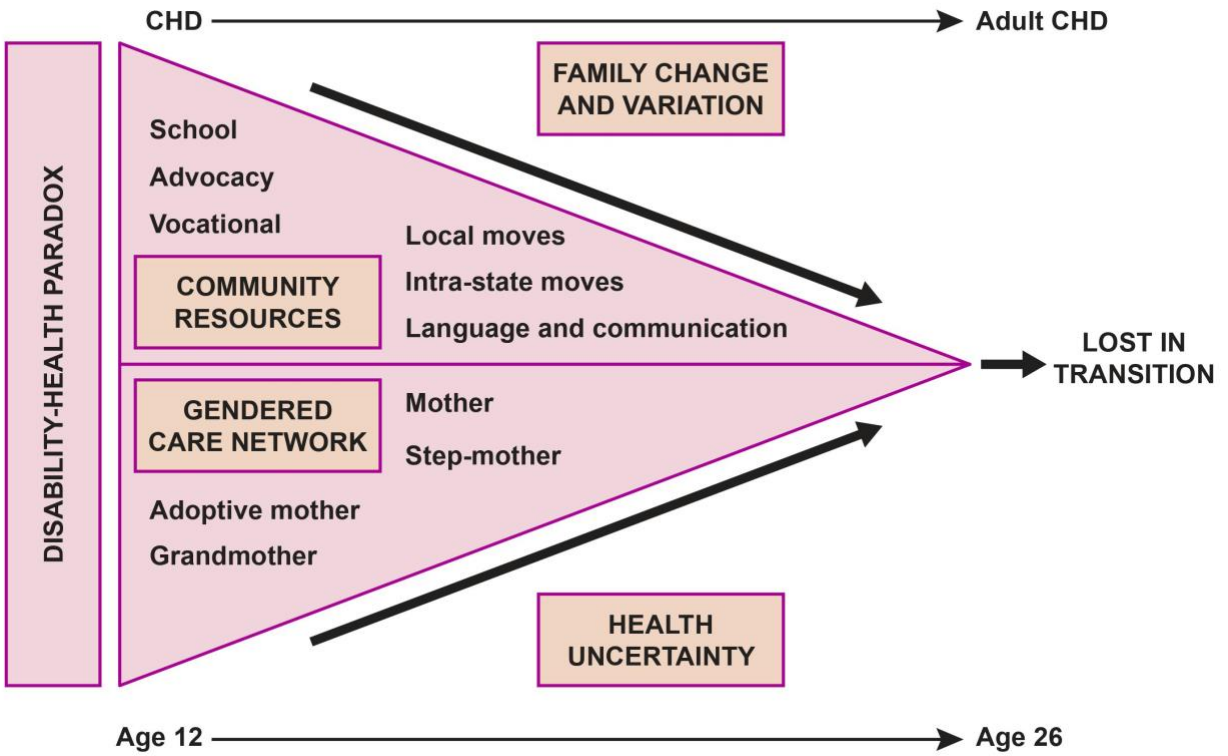 CHD
Adult CHD
FAMILY CHANGE
AND VARIATION
DISABILITY-HEALTH PARADOX
School
Advocacy
Vocational
COMMUNITY
RESOURCES
Local moves
Intra-state moves
Language and communication
LOST IN
TRANSITION
GENDERED
CARE NETWORK
Mother
Step-mother
Adoptive mother
Grandmother
HEALTH
UNCERTAINTY
Age 12
Age 26